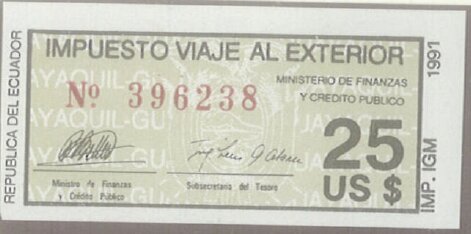 REPUBLICA DEL ECUADOR
IMPUESTO VIAJE AL EXTERIOR
MINISTERIO DE FINANZAS
Y CREDITO PUBLICO
Nº 396238
Ministro de Finanzas
y Crédito Público
Subsecretaria del Tesoro
25
US $
IMP. IGM 1991